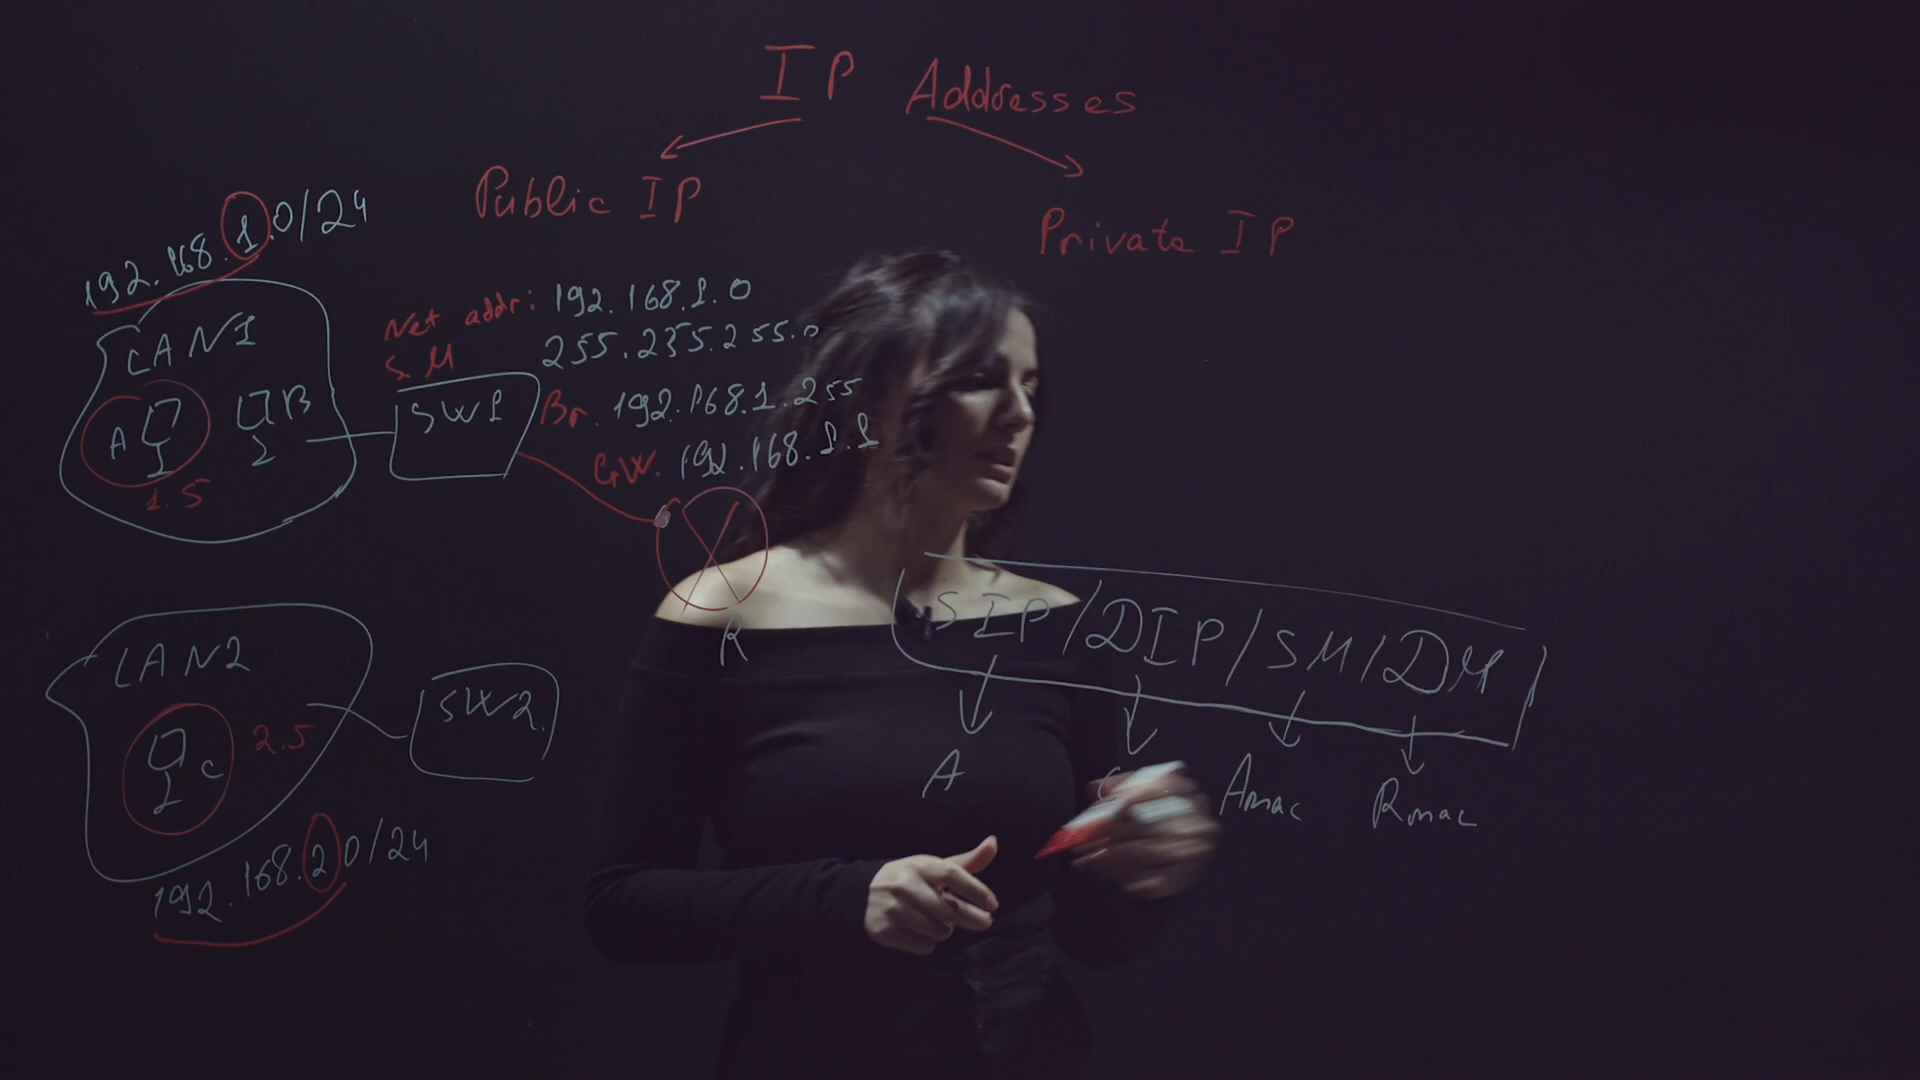 IP Addresses
Public IP
Private IP
192.168.1.0/24
LAN1
A
B
1.5
SW1
Net addr: 192.168.1.0
SM 255.255.255.0
Br. 192.168.1.255
GW. 192.168.1.1
R
LAN2
C
2.5
SW2
192.168.2.0/24
SIP/DIP/SM/DM
A
Amac
Rmac